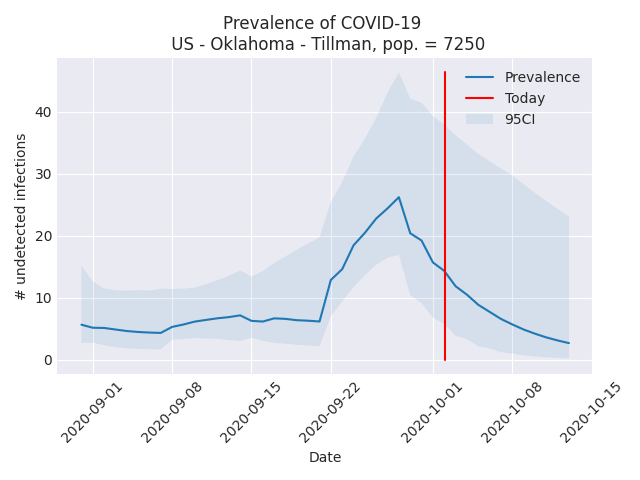 Prevalence of COVID-19
US - Oklahoma - Tillman, pop. = 7250
Prevalence
Today
95CI
# undetected infections
40
30
20
10
0
2020-09-01
2020-09-08
2020-09-15
2020-09-22
2020-10-01
2020-10-08
2020-10-15
Date